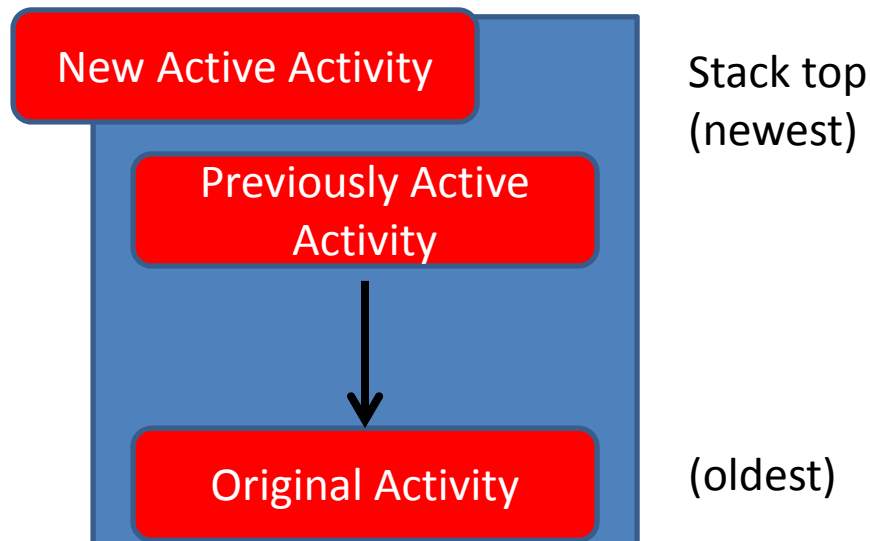 New Active Activity
Stack top
(newest)
Previously Active
Activity
Original Activity
(oldest)